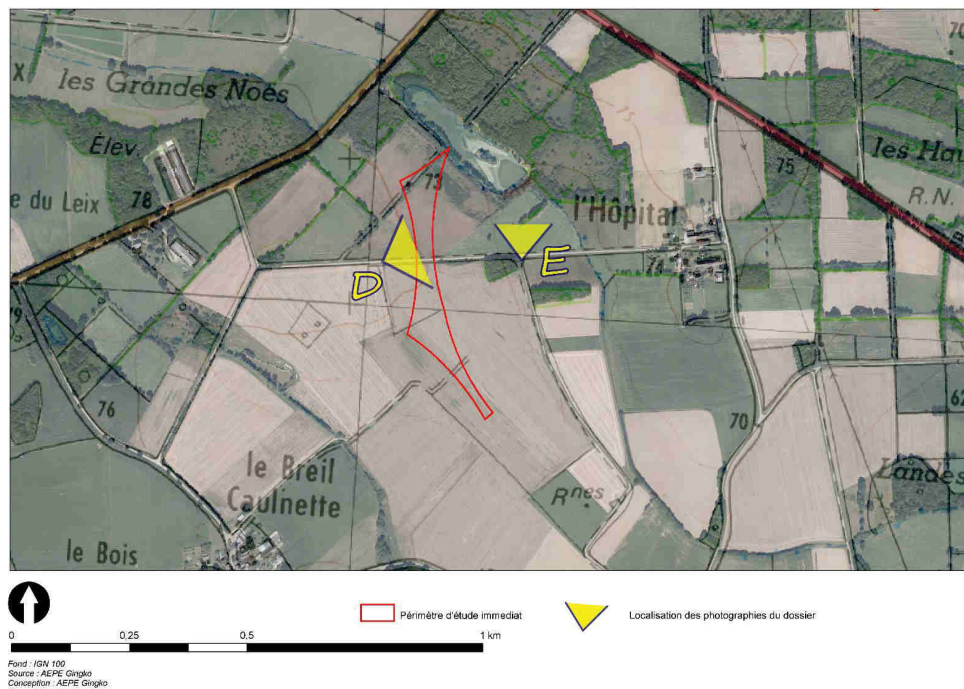 X
les Grandes Noës
Élev.
e du Leix
78
73
l'Hôpital
75
les Hau
R.N.
70
D
E
76
le Breil
Caulnette
le Bois
Rnes
70
62
Landes
0
0,25
0,5
1 km
Périmètre d'étude immediat
Localisation des photographies du dossier
Fond : IGN 100
Source : AEPE Gingko
Conception : AEPE Gingko